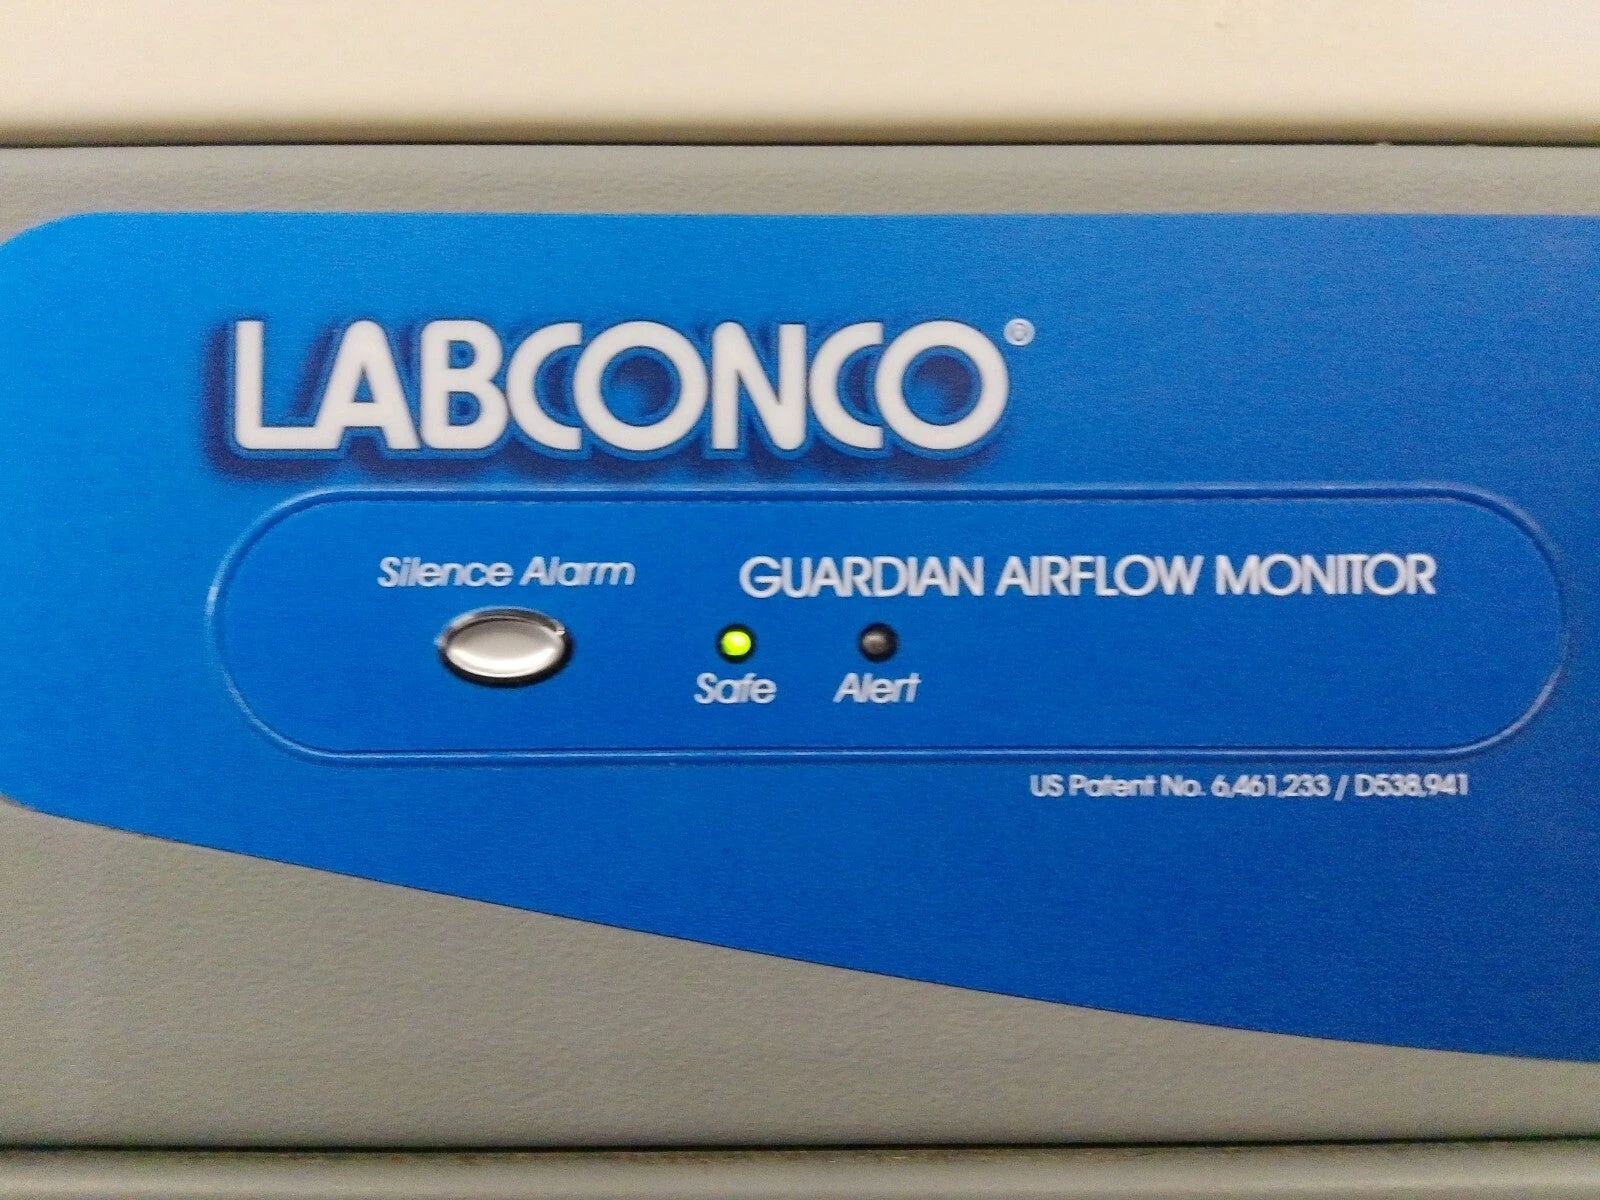 LABCONCO®
Silence Alarm
GUARDIAN AIRFLOW MONITOR
Safe
Alert
US Patent No. 6,461,233 / D538,941